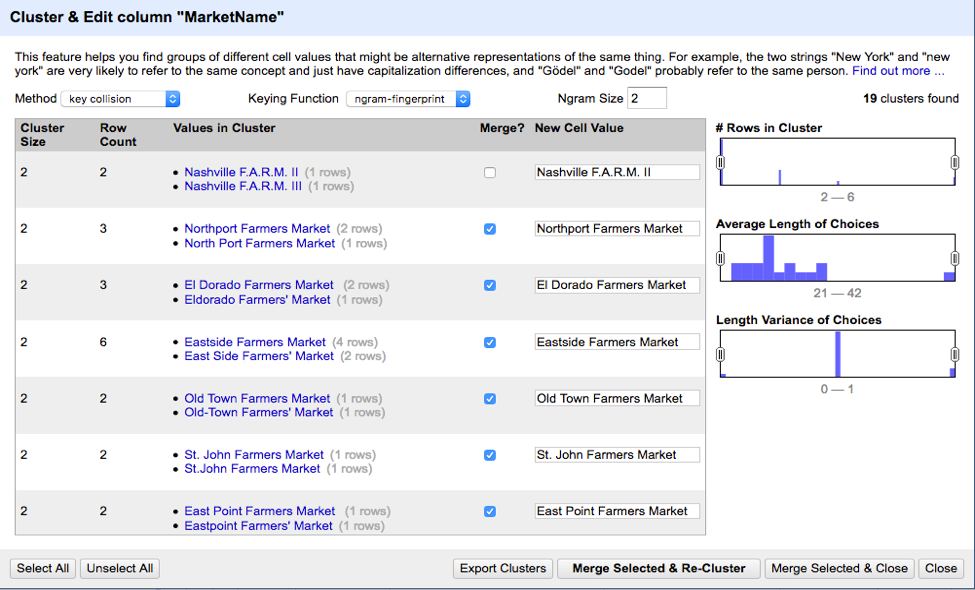 Cluster & Edit column "MarketName"
This feature helps you find groups of different cell values that might be alternative representations of the same thing. For example, the two strings "New York" and "new
york" are very likely to refer to the same concept and just have capitalization differences, and "Gödel" and "Godel" probably refer to the same person. Find out more ...
Method key collision Keying Function ngram-fingerprint Ngram Size 2 19 clusters found
Cluster Size Row Count Values in Cluster Merge? New Cell Value
2 2 • Nashville F.A.R.M. II (1 rows) Nashville F.A.R.M. II
• Nashville F.A.R.M. III (1 rows)
2 3 • Northport Farmers Market (2 rows) Northport Farmers Market
• North Port Farmers Market (1 rows)
2 3 • El Dorado Farmers Market (2 rows) El Dorado Farmers Market
• Eldorado Farmers' Market (1 rows)
2 6 • Eastside Farmers Market (4 rows) Eastside Farmers Market
• East Side Farmers' Market (2 rows)
2 2 • Old Town Farmers Market (1 rows) Old Town Farmers Market
• Old-Town Farmers' Market (1 rows)
2 2 • St. John Farmers Market (1 rows) St. John Farmers Market
• St.John Farmers Market (1 rows)
2 2 • East Point Farmers Market (1 rows) East Point Farmers Market
• Eastpoint Farmers' Market (1 rows)
# Rows in Cluster
2 — 6
Average Length of Choices
21 — 42
Length Variance of Choices
0 — 1
Select All Unselect All Export Clusters Merge Selected & Re-Cluster Merge Selected & Close Close